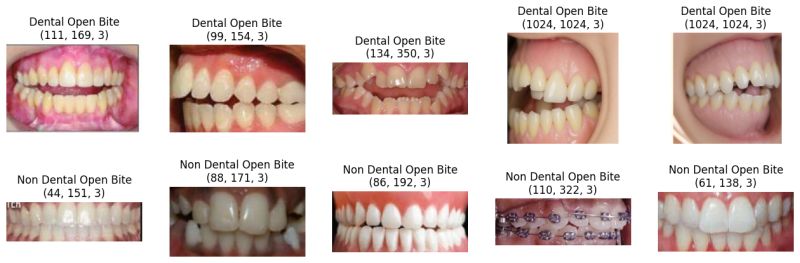 Dental Open Bite
(111, 169, 3)
Dental Open Bite
(99, 154, 3)
Dental Open Bite
(134, 350, 3)
Dental Open Bite
(1024, 1024, 3)
Dental Open Bite
(1024, 1024, 3)
Non Dental Open Bite
(44, 151, 3)
Non Dental Open Bite
(88, 171, 3)
Non Dental Open Bite
(86, 192, 3)
Non Dental Open Bite
(110, 322, 3)
Non Dental Open Bite
(61, 138, 3)